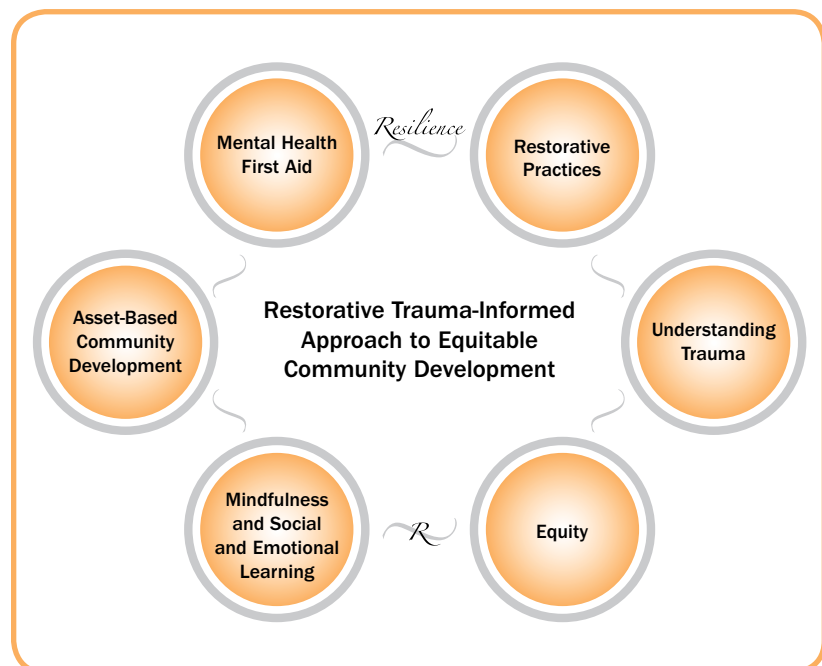 Mental Health
First Aid
Resilience
Restorative
Practices
Asset-Based
Community
Development
Restorative Trauma-Informed
Approach to Equitable
Community Development
Understanding
Trauma
Mindfulness
and Social
and Emotional
Learning
R
Equity